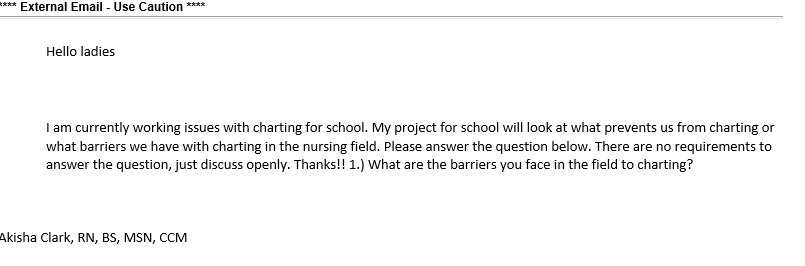 **** External Email - Use Caution ****
Hello ladies
I am currently working issues with charting for school. My project for school will look at what prevents us from charting or
what barriers we have with charting in the nursing field. Please answer the question below. There are no requirements to
answer the question, just discuss openly. Thanks!! 1.) What are the barriers you face in the field to charting?
Akisha Clark, RN, BS, MSN, CCM